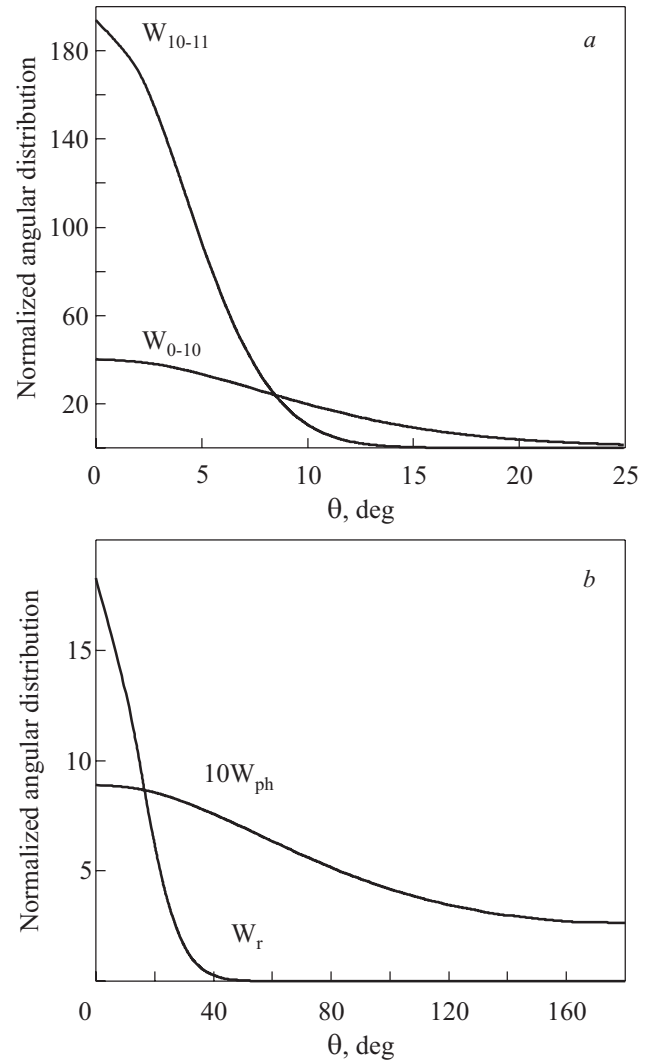 a
W10-11
W0-10
Normalized angular distribution
180
140
100
60
20
0 5 10 15 20 25
θ, deg
b
10Wph
Wr
Normalized angular distribution
15
10
5
0 40 80 120 160
θ, deg